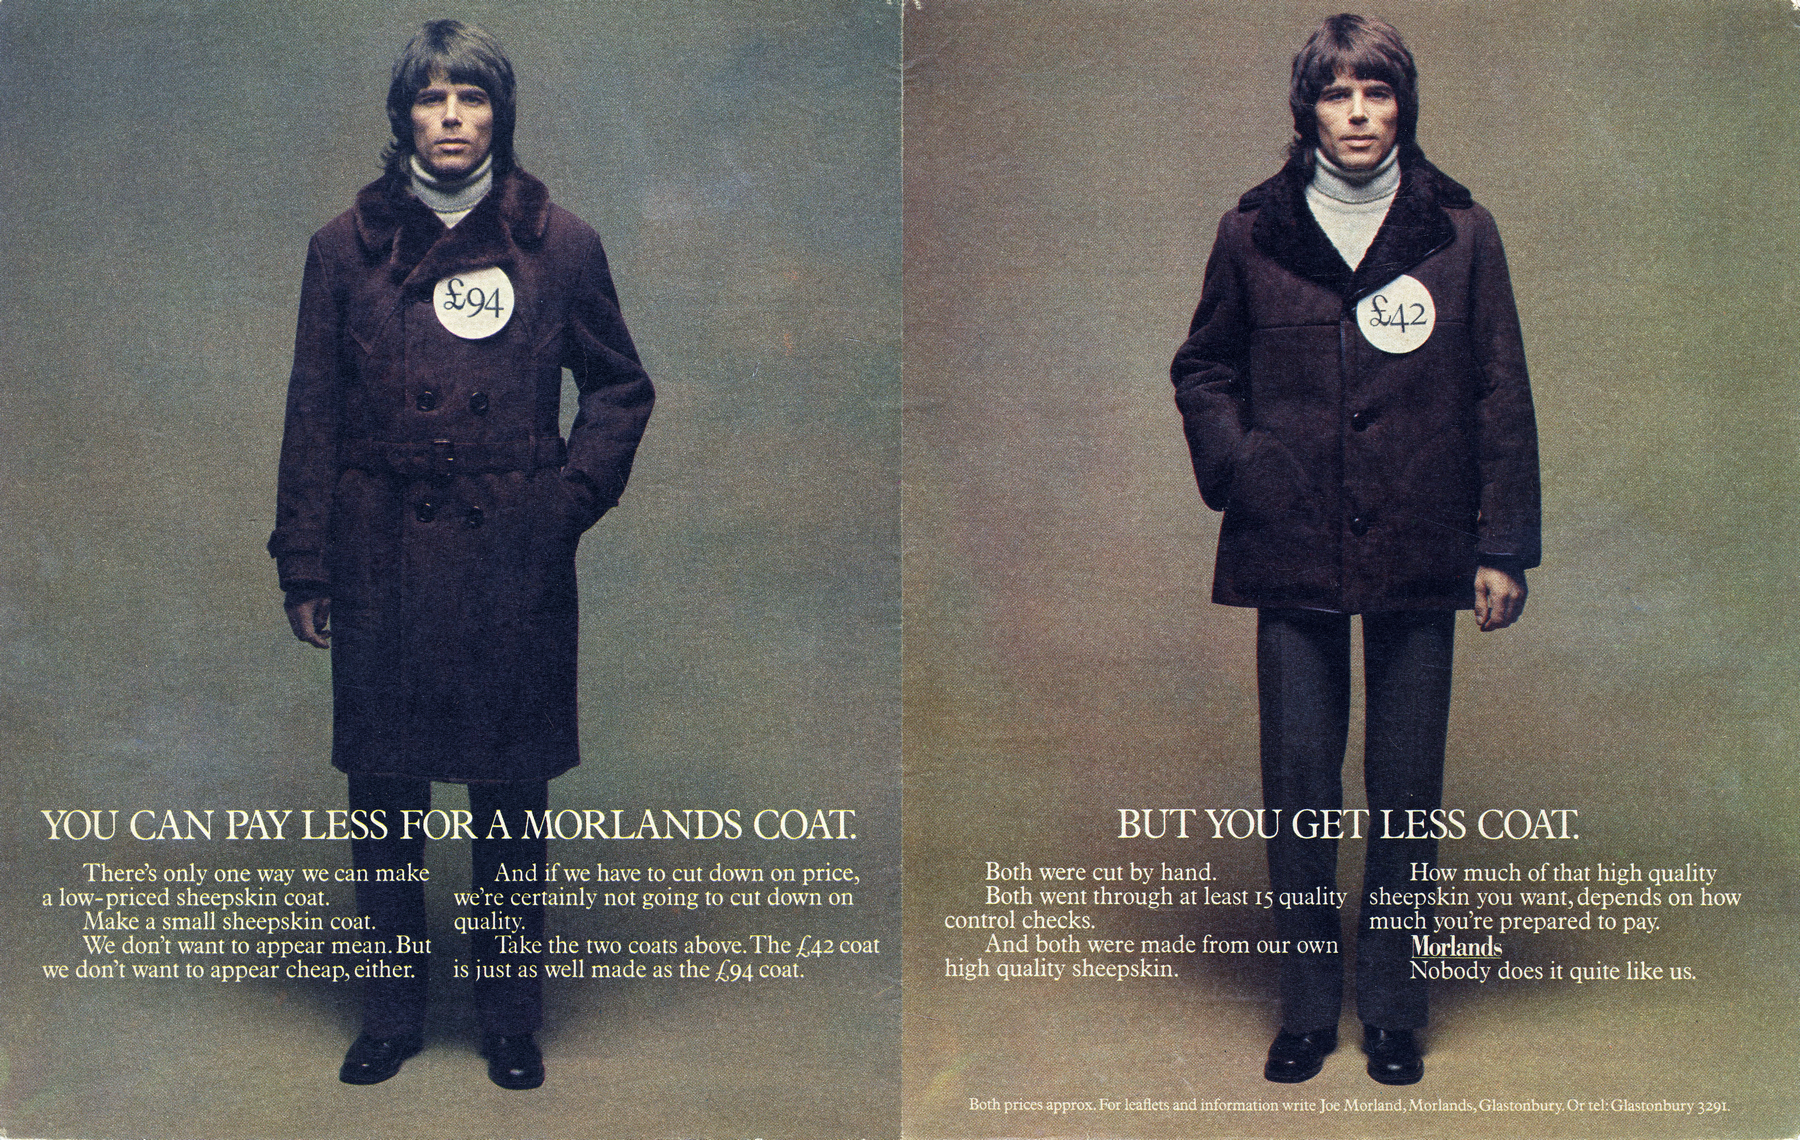 £94
YOU CAN PAY LESS FOR A MORLANDS COAT.
There's only one way we can make
a low-priced sheepskin coat.
Make a small sheepskin coat.
We don't want to appear mean. But
we don't want to appear cheap, either.
And if we have to cut down on price,
we're certainly not going to cut down on
quality.
Take the two coats above. The £42 coat
is just as well made as the £94 coat.
£42
BUT YOU GET LESS COAT.
Both were cut by hand.
Both went through at least 15 quality
control checks.
And both were made from our own
high quality sheepskin.
How much of that high quality
sheepskin you want, depends on how
much you're prepared to pay.
Morlands
Nobody does it quite like us.
Both prices approx. For leaflets and information write Joe Morland, Morlands, Glastonbury. Or tel: Glastonbury 3291.